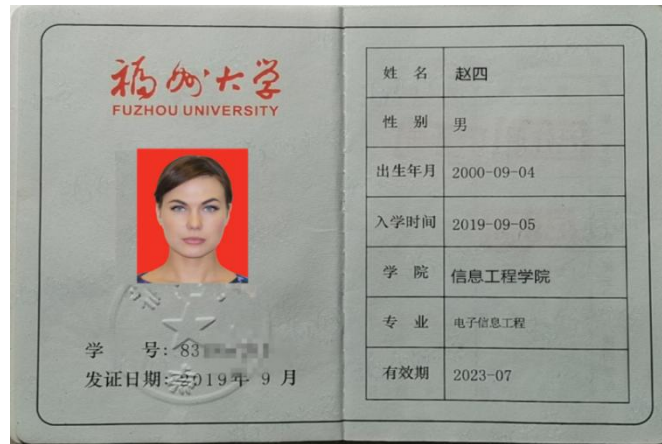 福州大学
FUZHOU UNIVERSITY
学 号: 83
发证日期: 2019年 9 月
姓 名 赵四
性 别 男
出生年月 2000-09-04
入学时间 2019-09-05
学 院 信息工程学院
专 业 电子信息工程
有效期 2023-07